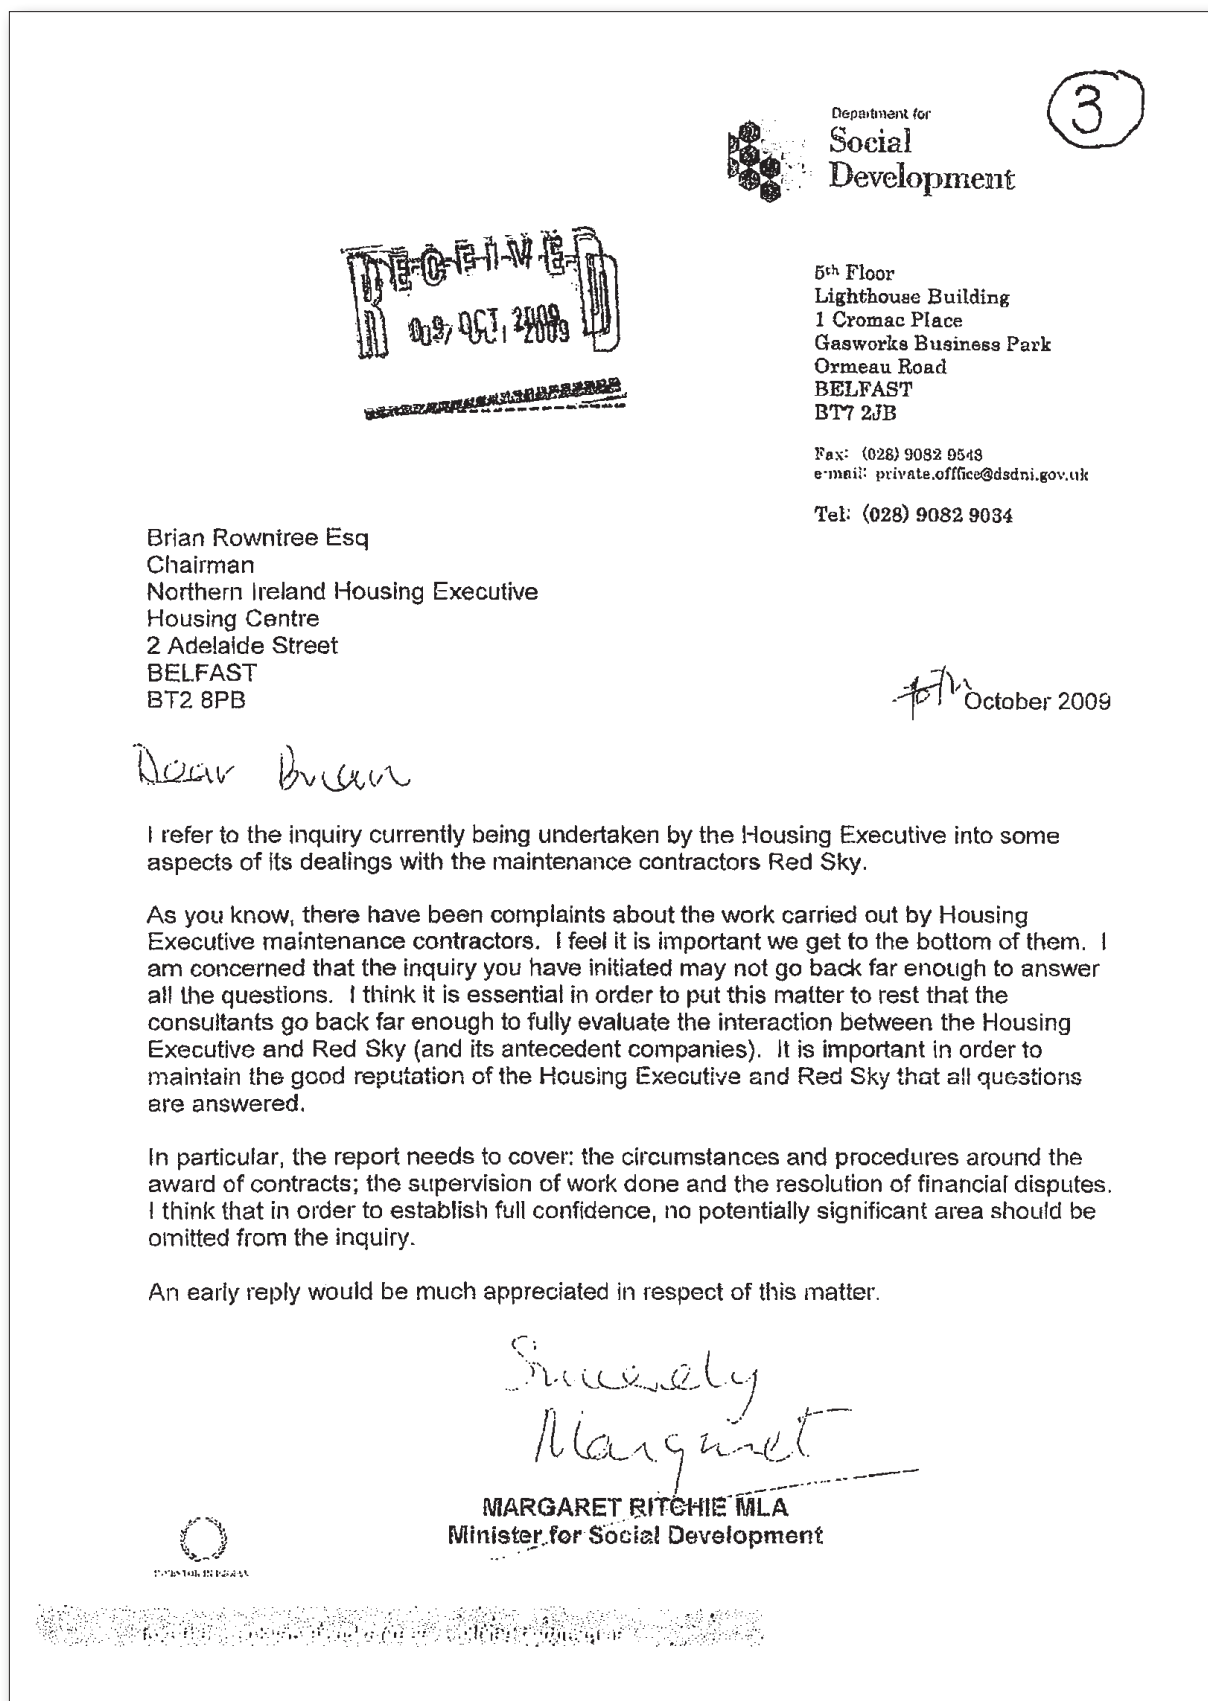 3
Department for
Social
Development
RECEIVED
09 OCT 2009
5th Floor
Lighthouse Building
1 Cromac Place
Gasworks Business Park
Ormeau Road
BELFAST
BT7 2JB
Fax: (028) 9082 9548
e-mail: private.offfice@dsdni.gov.uk
Tel: (028) 9082 9034
Brian Rowntree Esq
Chairman
Northern Ireland Housing Executive
Housing Centre
2 Adelaide Street
BELFAST
BT2 8PB
October 2009
Dear Brian
I refer to the inquiry currently being undertaken by the Housing Executive into some
aspects of its dealings with the maintenance contractors Red Sky.
As you know, there have been complaints about the work carried out by Housing
Executive maintenance contractors. I feel it is important we get to the bottom of them. I
am concerned that the inquiry you have initiated may not go back far enough to answer
all the questions. I think it is essential in order to put this matter to rest that the
consultants go back far enough to fully evaluate the interaction between the Housing
Executive and Red Sky (and its antecedent companies). It is important in order to
maintain the good reputation of the Housing Executive and Red Sky that all questions
are answered.
In particular, the report needs to cover: the circumstances and procedures around the
award of contracts; the supervision of work done and the resolution of financial disputes.
I think that in order to establish full confidence, no potentially significant area should be
omitted from the inquiry.
An early reply would be much appreciated in respect of this matter.
Sincerely
Margaret
MARGARET RITCHIE MLA
Minister for Social Development
INVESTOR IN PEOPLE